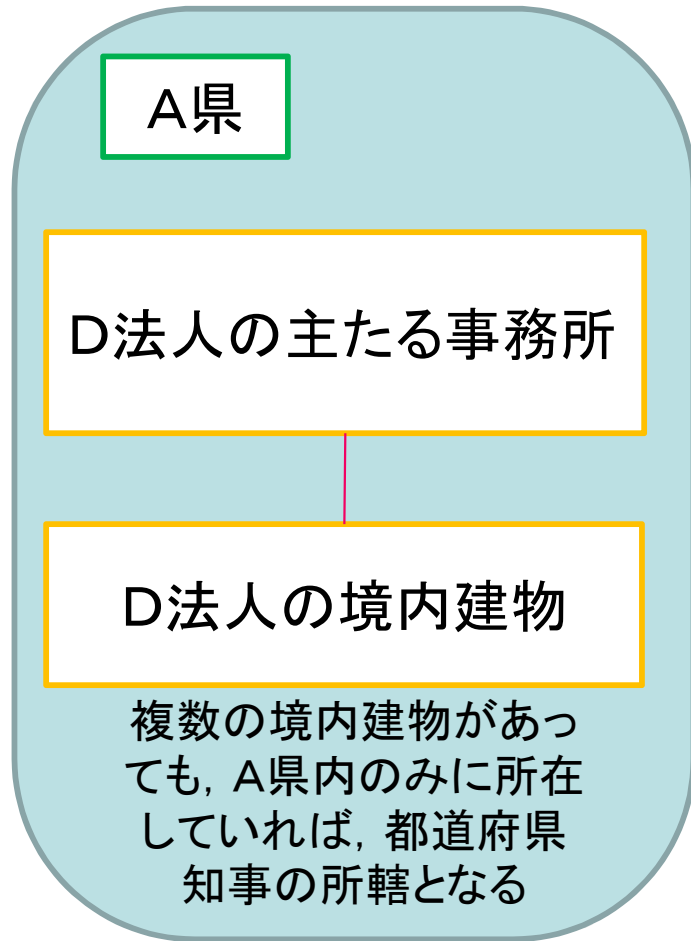 A県
D法人の主たる事務所
D法人の境内建物
複数の境内建物があっ
ても，A県内のみに所在
していれば，都道府県
知事の所轄となる